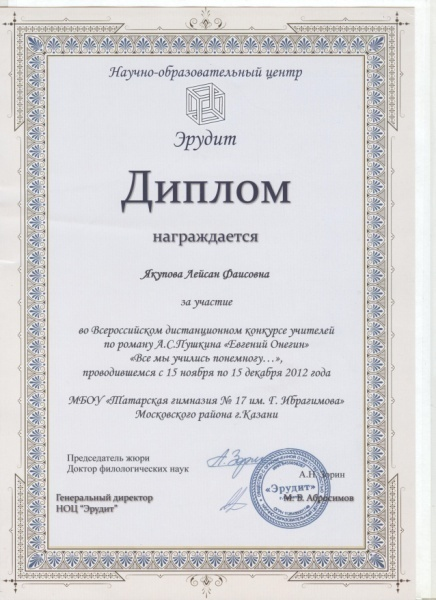 Научно-образовательный центр
Эрудит
Диплом
награждается
Якупова Лейсан Фаисовна
за участие
во Всероссийском дистанционном конкурсе учителей
по роману А.С.Пушкина «Евгений Онегин»
«Все мы учились понемногу…»,
проводившемся с 15 ноября по 15 декабря 2012 года
МБОУ «Татарская гимназия № 17 им. Г. Ибрагимова»
Московского района г.Казани
Председатель жюри
Доктор филологических наук
А.Н. Зорин
«Эрудит»
Генеральный директор
НОЦ "Эрудит"
М. В. Абросимов